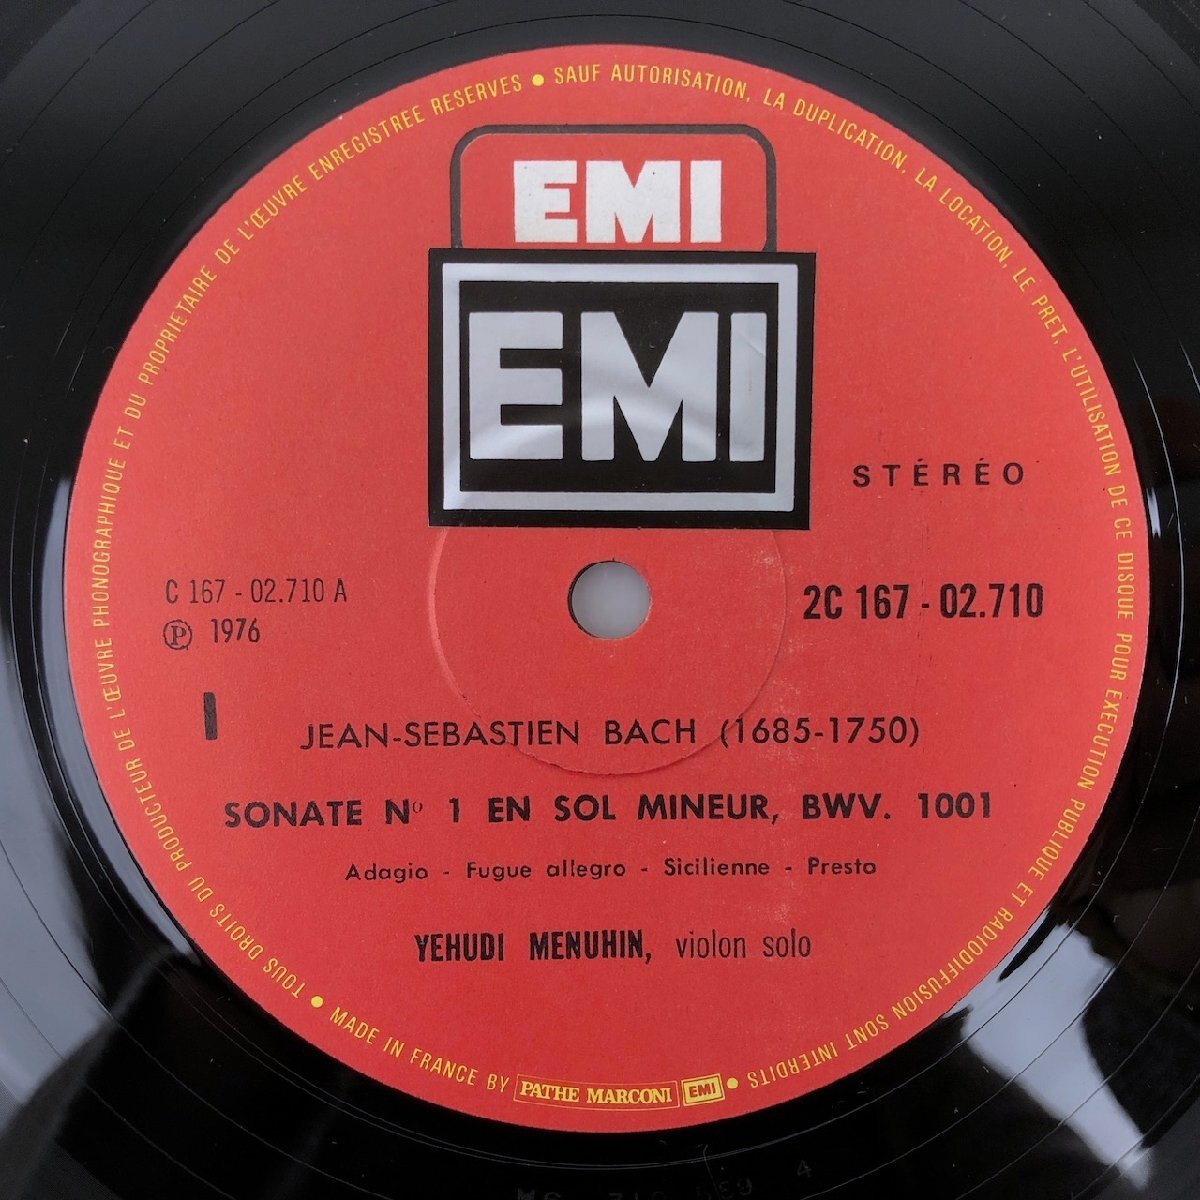 EMI
EMI
STÉRÉO
C 167 - 02.710 A
Ⓟ 1976
2C 167 - 02.710
I
JEAN-SEBASTIEN BACH (1685-1750)
SONATE Nº 1 EN SOL MINEUR, BWV. 1001
Adagio - Fugue allegro - Sicilienne - Presto
YEHUDI MENUHIN, violon solo
TOUS DROITS DU PRODUCTEUR DE L'ŒUVRE PHONOGRAPHIQUE ET DU PROPRIETAIRE DE L'ŒUVRE ENREGISTREE RESERVES ● SAUF AUTORISATION, LA DUPLICATION, LA LOCATION, LE PRET, L'UTILISATION DE CE DISQUE POUR EXECUTION PUBLIQUE ET RADIODIFFUSION SONT INTERDITS ●
MADE IN FRANCE BY PATHE MARCONI EMI ●